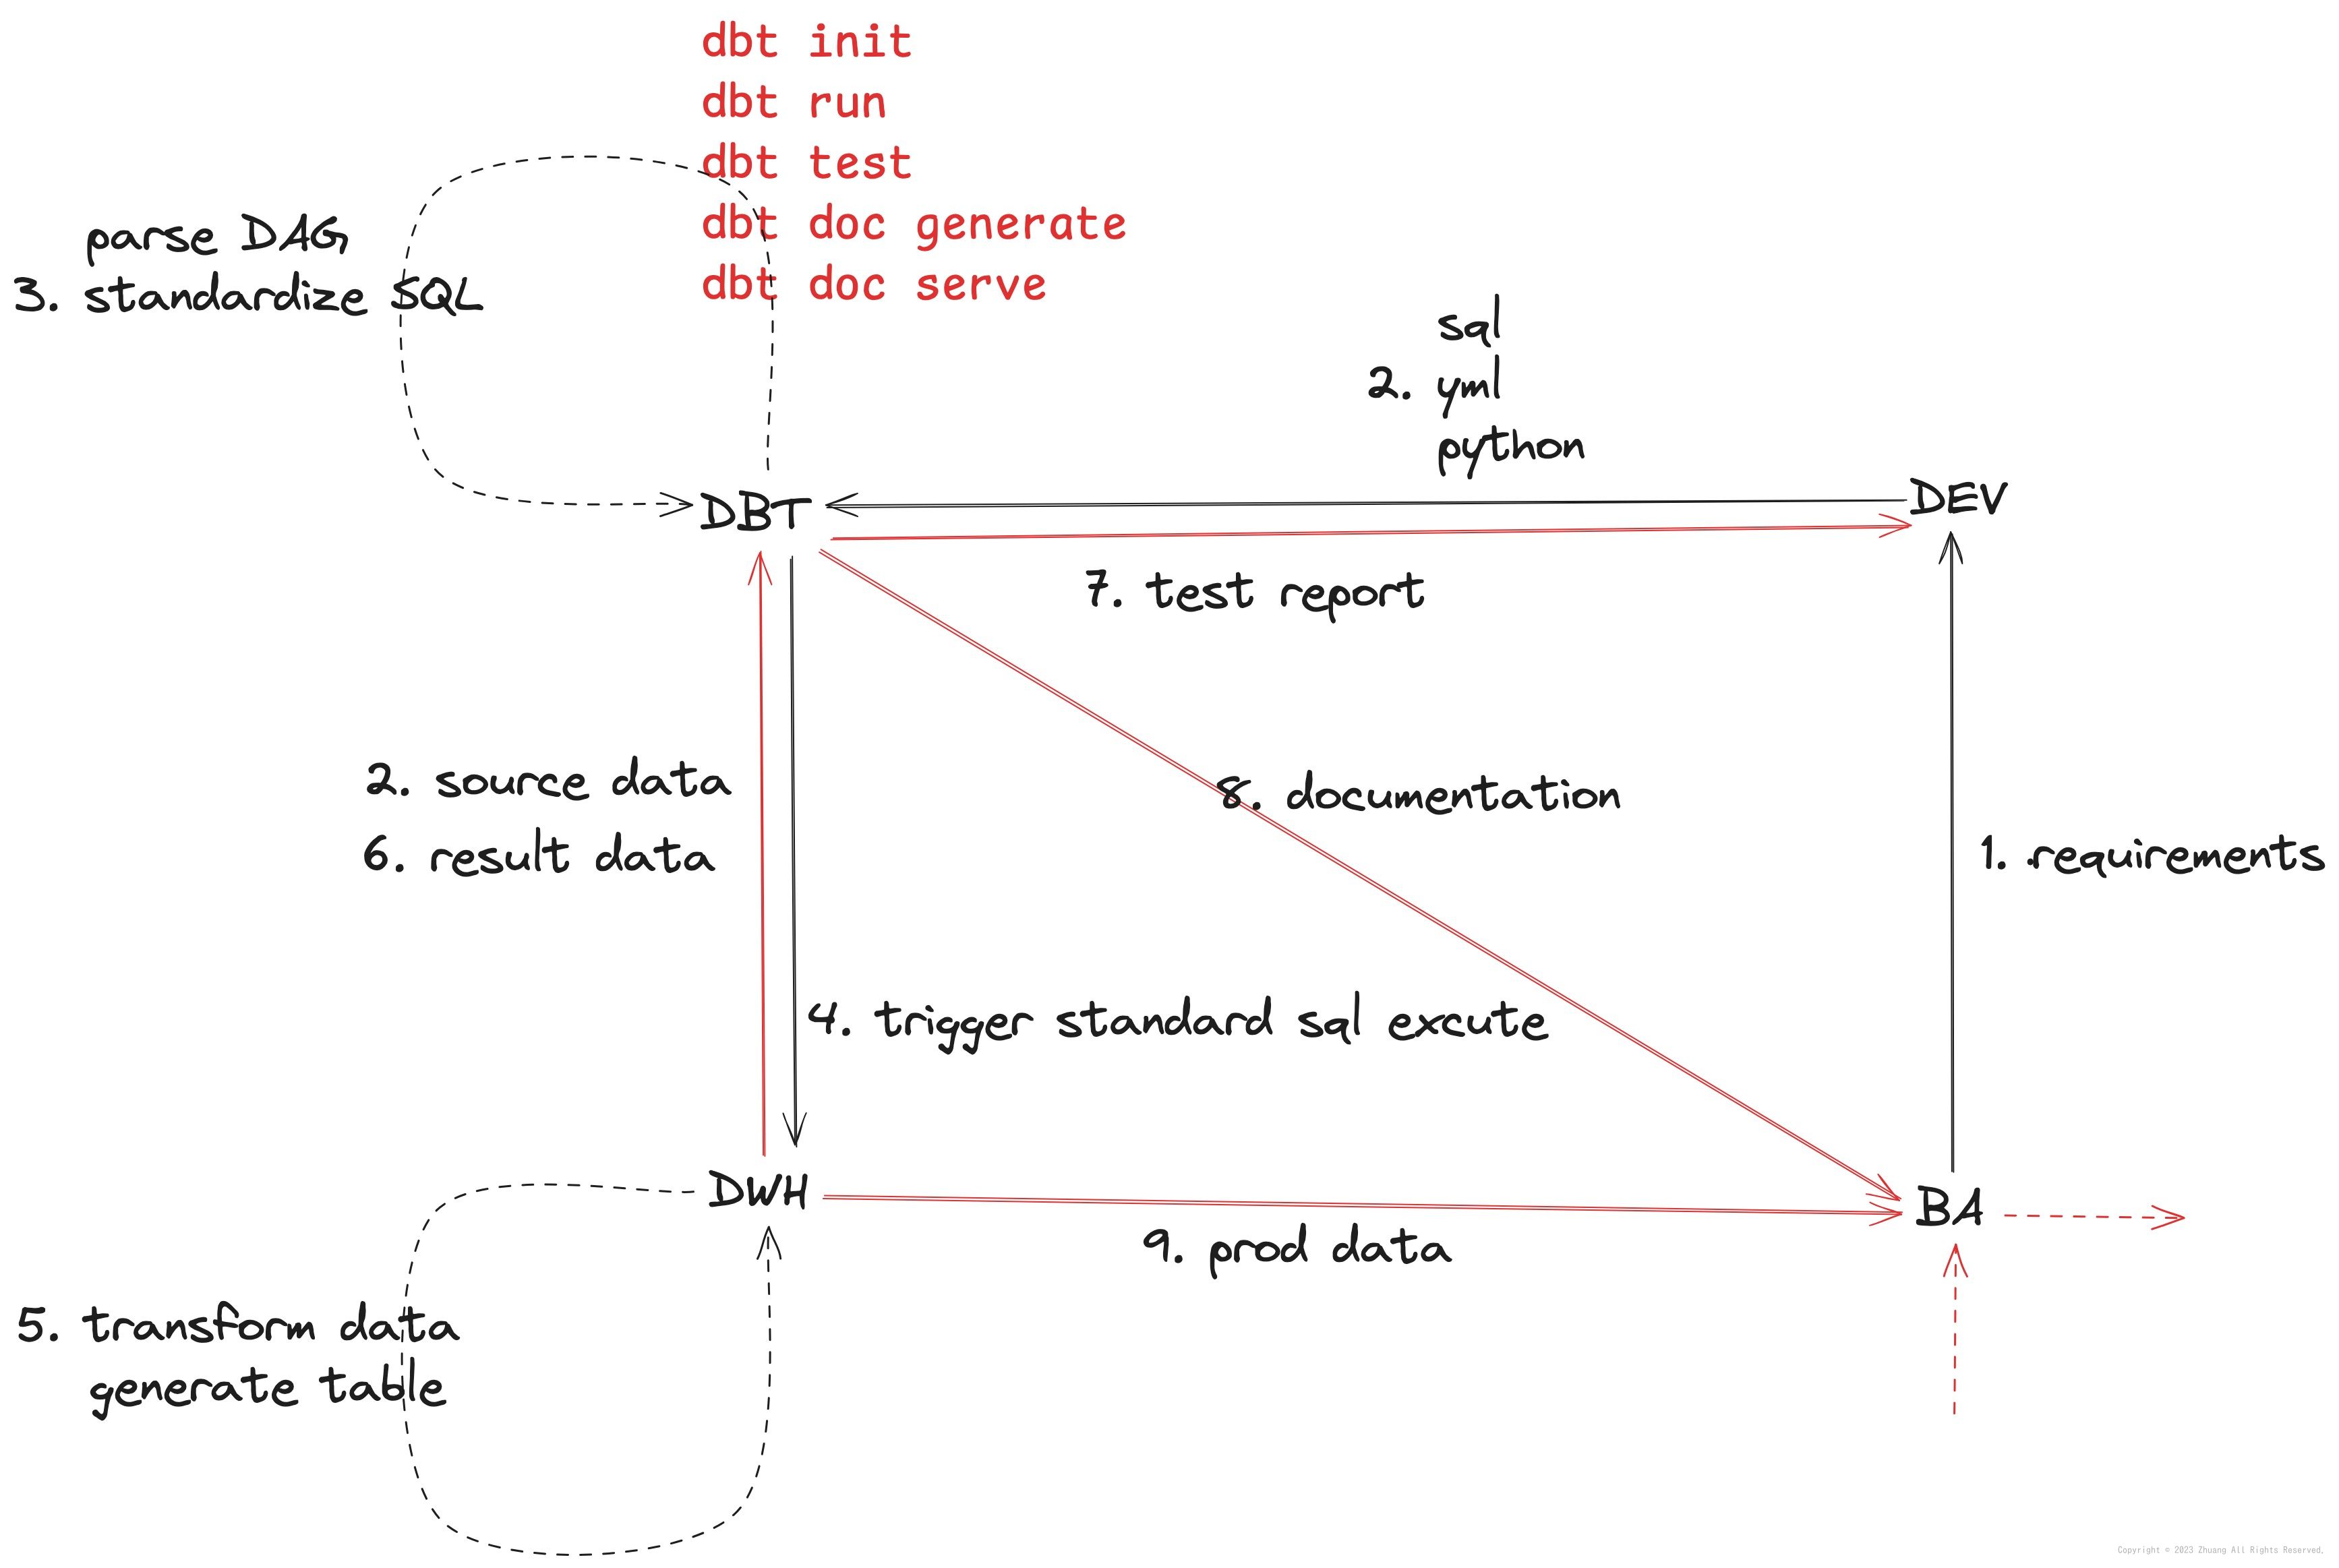 dbt init
dbt run
dbt test
dbt doc generate
dbt doc serve
parse DAG
3. standardize SQL
sql
2. yml
python
DBT
DEV
7. test report
2. source data
6. result data
8. documentation
1. requirements
4. trigger standard sql excute
DWH
BA
9. prod data
5. transform data
generate table
Copyright © 2023 Zhuang All Rights Reserved.